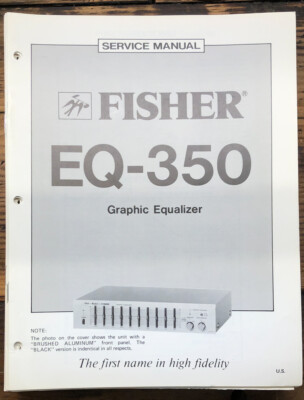 SERVICE MANUAL
FISHER®
EQ-350
Graphic Equalizer
NOTE:
The photo on the cover shows the unit with a
"BRUSHED ALUMINUM" front panel. The
"BLACK" version is indentical in all respects.
The first name in high fidelity
U.S.